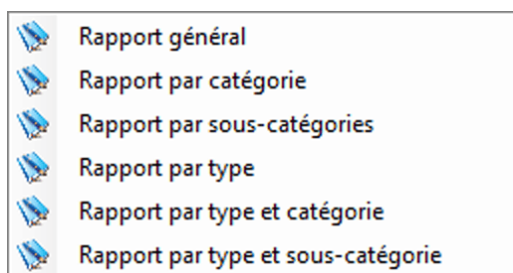 Rapport général
Rapport par catégorie
Rapport par sous-catégories
Rapport par type
Rapport par type et catégorie
Rapport par type et sous-catégorie